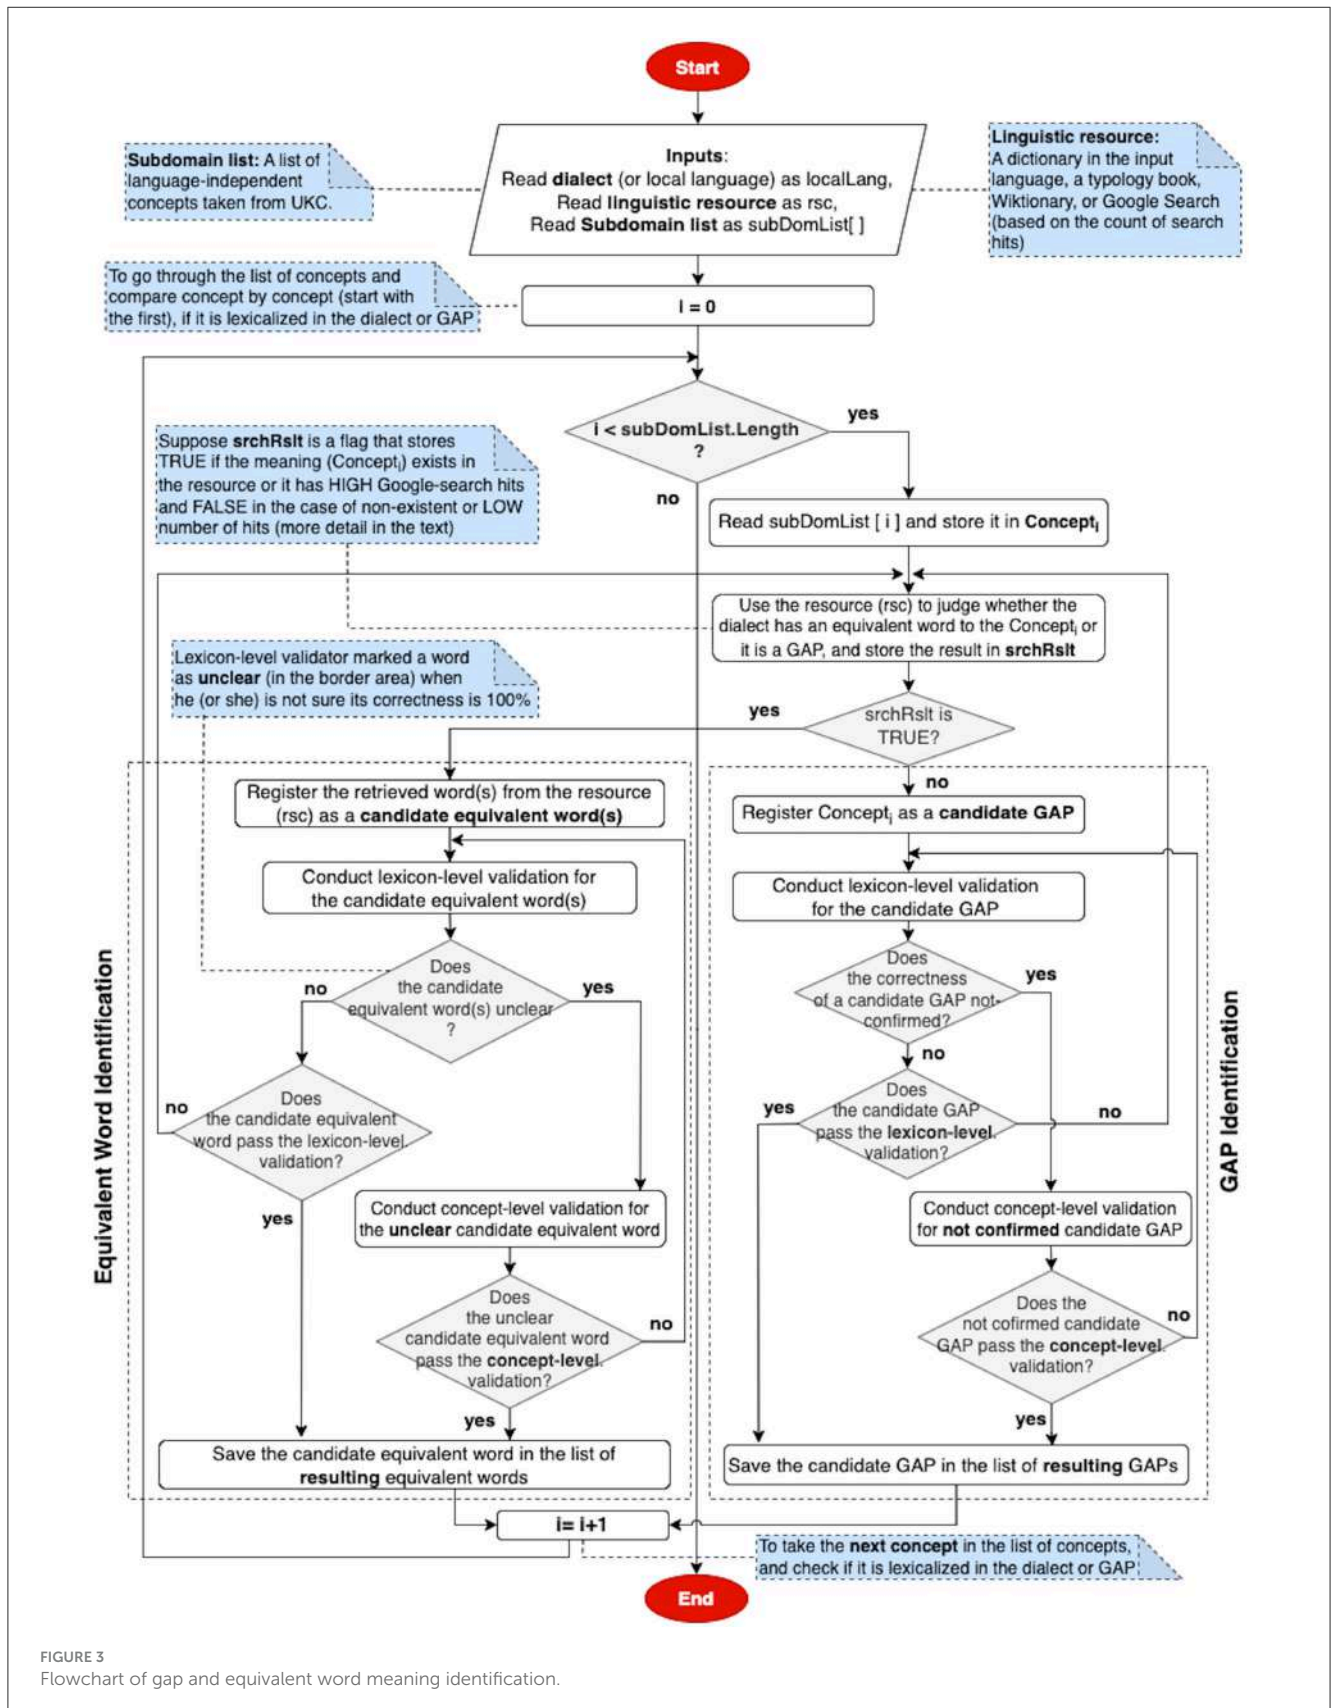 Start
Inputs:
Read dialect (or local language) as localLang,
Read linguistic resource as rsc,
Read Subdomain list as subDomList[ ]
Subdomain list: A list of
language-independent
concepts taken from UKC.
Linguistic resource:
A dictionary in the input
language, a typology book,
Wiktionary, or Google Search
(based on the count of search
hits)
To go through the list of concepts and
compare concept by concept (start with
the first), if it is lexicalized in the dialect or GAP
i = 0
i < subDomList.Length
?
yes
no
Suppose srchRslt is a flag that stores
TRUE if the meaning (Concepti) exists in
the resource or it has HIGH Google-search hits
and FALSE in the case of non-existent or LOW
number of hits (more detail in the text)
Read subDomList [ i ] and store it in Concepti
Use the resource (rsc) to judge whether the
dialect has an equivalent word to the Concepti or
it is a GAP, and store the result in srchRslt
Lexicon-level validator marked a word
as unclear (in the border area) when
he (or she) is not sure its correctness is 100%
srchRslt is
TRUE?
yes
no
Equivalent Word Identification
Register the retrieved word(s) from the resource
(rsc) as a candidate equivalent word(s)
Conduct lexicon-level validation for
the candidate equivalent word(s)
Does
the candidate
equivalent word(s) unclear
?
no
yes
Does
the candidate equivalent
word pass the lexicon-level
validation?
no
yes
Conduct concept-level validation for
the unclear candidate equivalent word
Does
the unclear
candidate equivalent word
pass the concept-level
validation?
no
yes
Save the candidate equivalent word in the list of
resulting equivalent words
GAP Identification
Register Concepti as a candidate GAP
Conduct lexicon-level validation
for the candidate GAP
Does
the correctness
of a candidate GAP not-
confirmed?
yes
no
Does
the candidate GAP
pass the lexicon-level
validation?
yes
no
Conduct concept-level validation
for not confirmed candidate GAP
Does the
not cofirmed candidate
GAP pass the concept-level
validation?
no
yes
Save the candidate GAP in the list of resulting GAPs
i= i+1
To take the next concept in the list of concepts,
and check if it is lexicalized in the dialect or GAP
End
FIGURE 3
Flowchart of gap and equivalent word meaning identification.